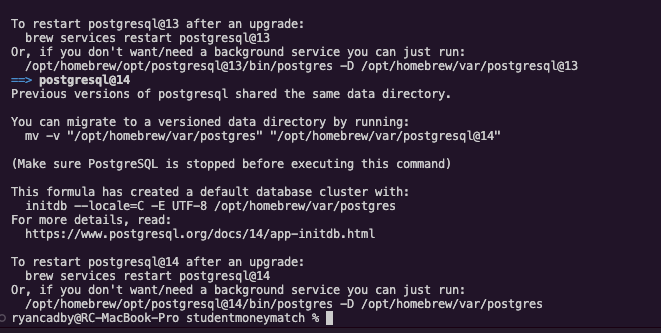 To restart postgresql@13 after an upgrade:
  brew services restart postgresql@13
Or, if you don't want/need a background service you can just run:
  /opt/homebrew/opt/postgresql@13/bin/postgres -D /opt/homebrew/var/postgresql@13
==> postgresql@14
Previous versions of postgresql shared the same data directory.

You can migrate to a versioned data directory by running:
  mv -v "/opt/homebrew/var/postgres" "/opt/homebrew/var/postgresql@14"

(Make sure PostgreSQL is stopped before executing this command)

This formula has created a default database cluster with:
  initdb --locale=C -E UTF-8 /opt/homebrew/var/postgres
For more details, read:
  https://www.postgresql.org/docs/14/app-initdb.html

To restart postgresql@14 after an upgrade:
  brew services restart postgresql@14
Or, if you don't want/need a background service you can just run:
  /opt/homebrew/opt/postgresql@14/bin/postgres -D /opt/homebrew/var/postgres
ryancadby@RC-MacBook-Pro studentmoneymatch %